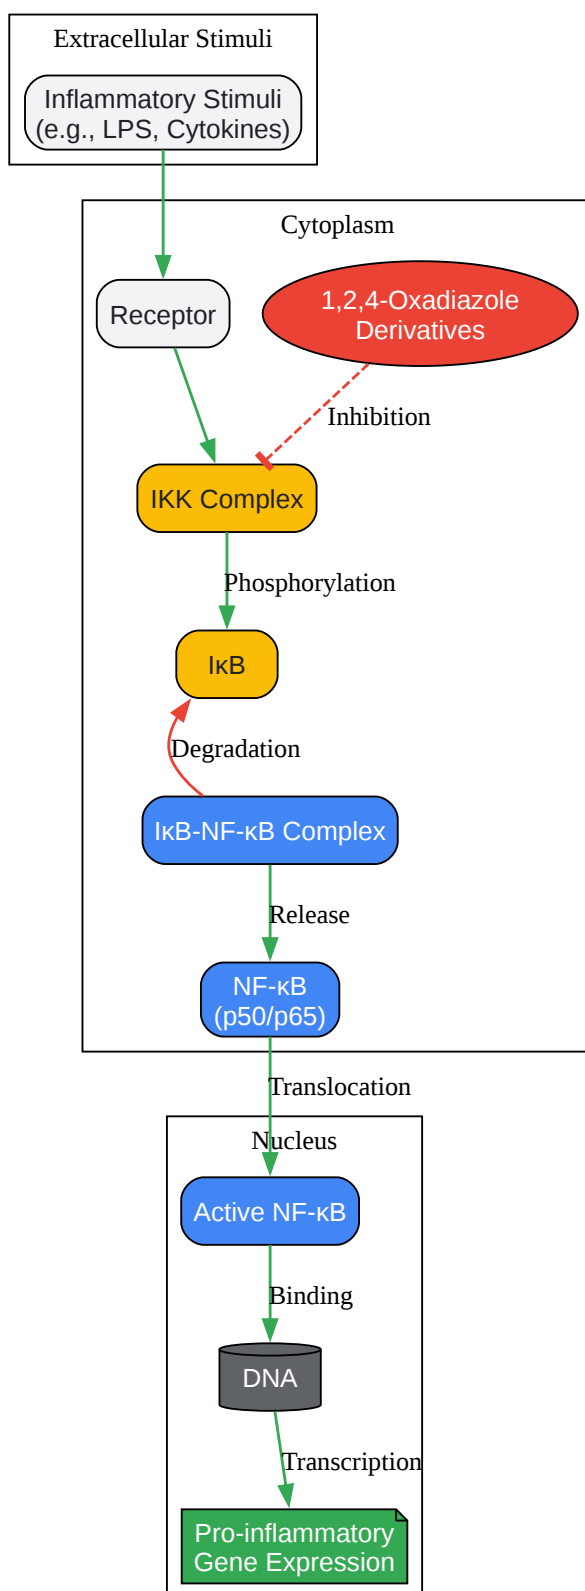 Extracellular Stimuli
Inflammatory Stimuli
(e.g., LPS, Cytokines)
Cytoplasm
Receptor
1,2,4-Oxadiazole
Derivatives
Inhibition
IKK Complex
Phosphorylation
IκB
Degradation
IκB-NF-κB Complex
Release
NF-κB
(p50/p65)
Translocation
Nucleus
Active NF-κB
Binding
DNA
Transcription
Pro-inflammatory
Gene Expression